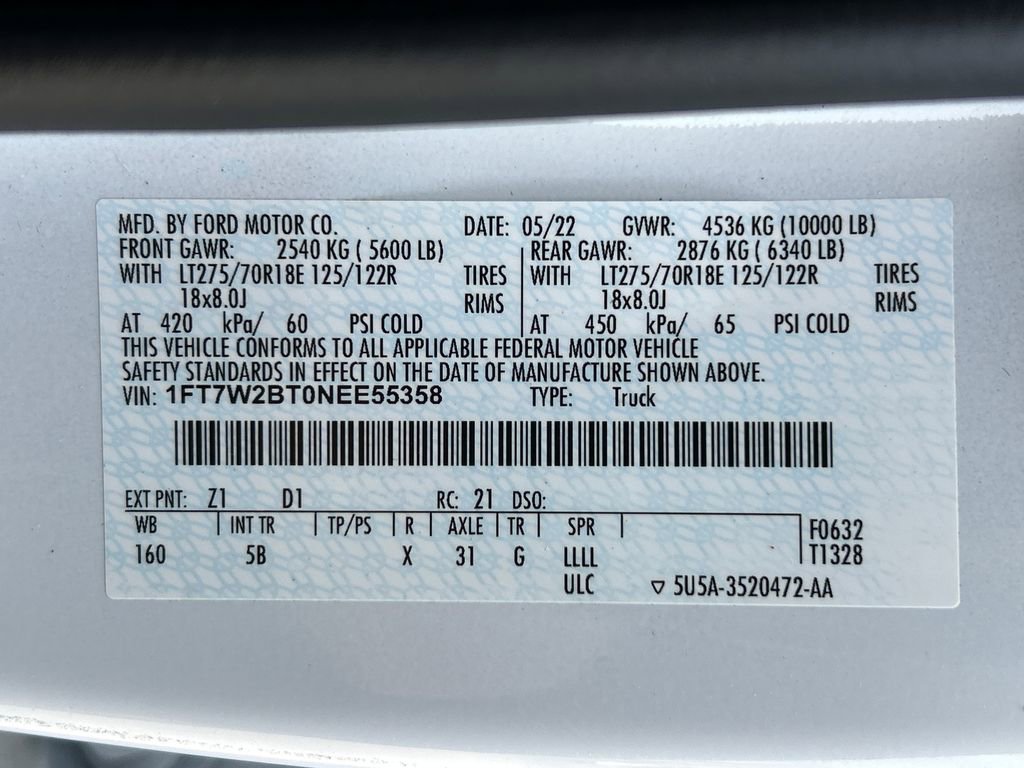 MFD. BY FORD MOTOR CO. DATE: 05/22 GVWR: 4536 KG (10000 LB)
FRONT GAWR: 2540 KG ( 5600 LB) REAR GAWR: 2876 KG ( 6340 LB)
WITH LT275/70R18E 125/122R TIRES WITH LT275/70R18E 125/122R TIRES
18x8.0J RIMS 18x8.0J RIMS
AT 420 kPa/ 60 PSI COLD AT 450 kPa/ 65 PSI COLD
THIS VEHICLE CONFORMS TO ALL APPLICABLE FEDERAL MOTOR VEHICLE
SAFETY STANDARDS IN EFFECT ON THE DATE OF MANUFACTURE SHOWN ABOVE.
VIN: 1FT7W2BT0NEE55358 TYPE: Truck
EXT PNT: Z1 D1 RC: 21 DSO:
WB INT TR TP/PS R AXLE TR SPR F0632
160 5B X 31 G LLLL T1328
ULC ▽ 5U5A-3520472-AA